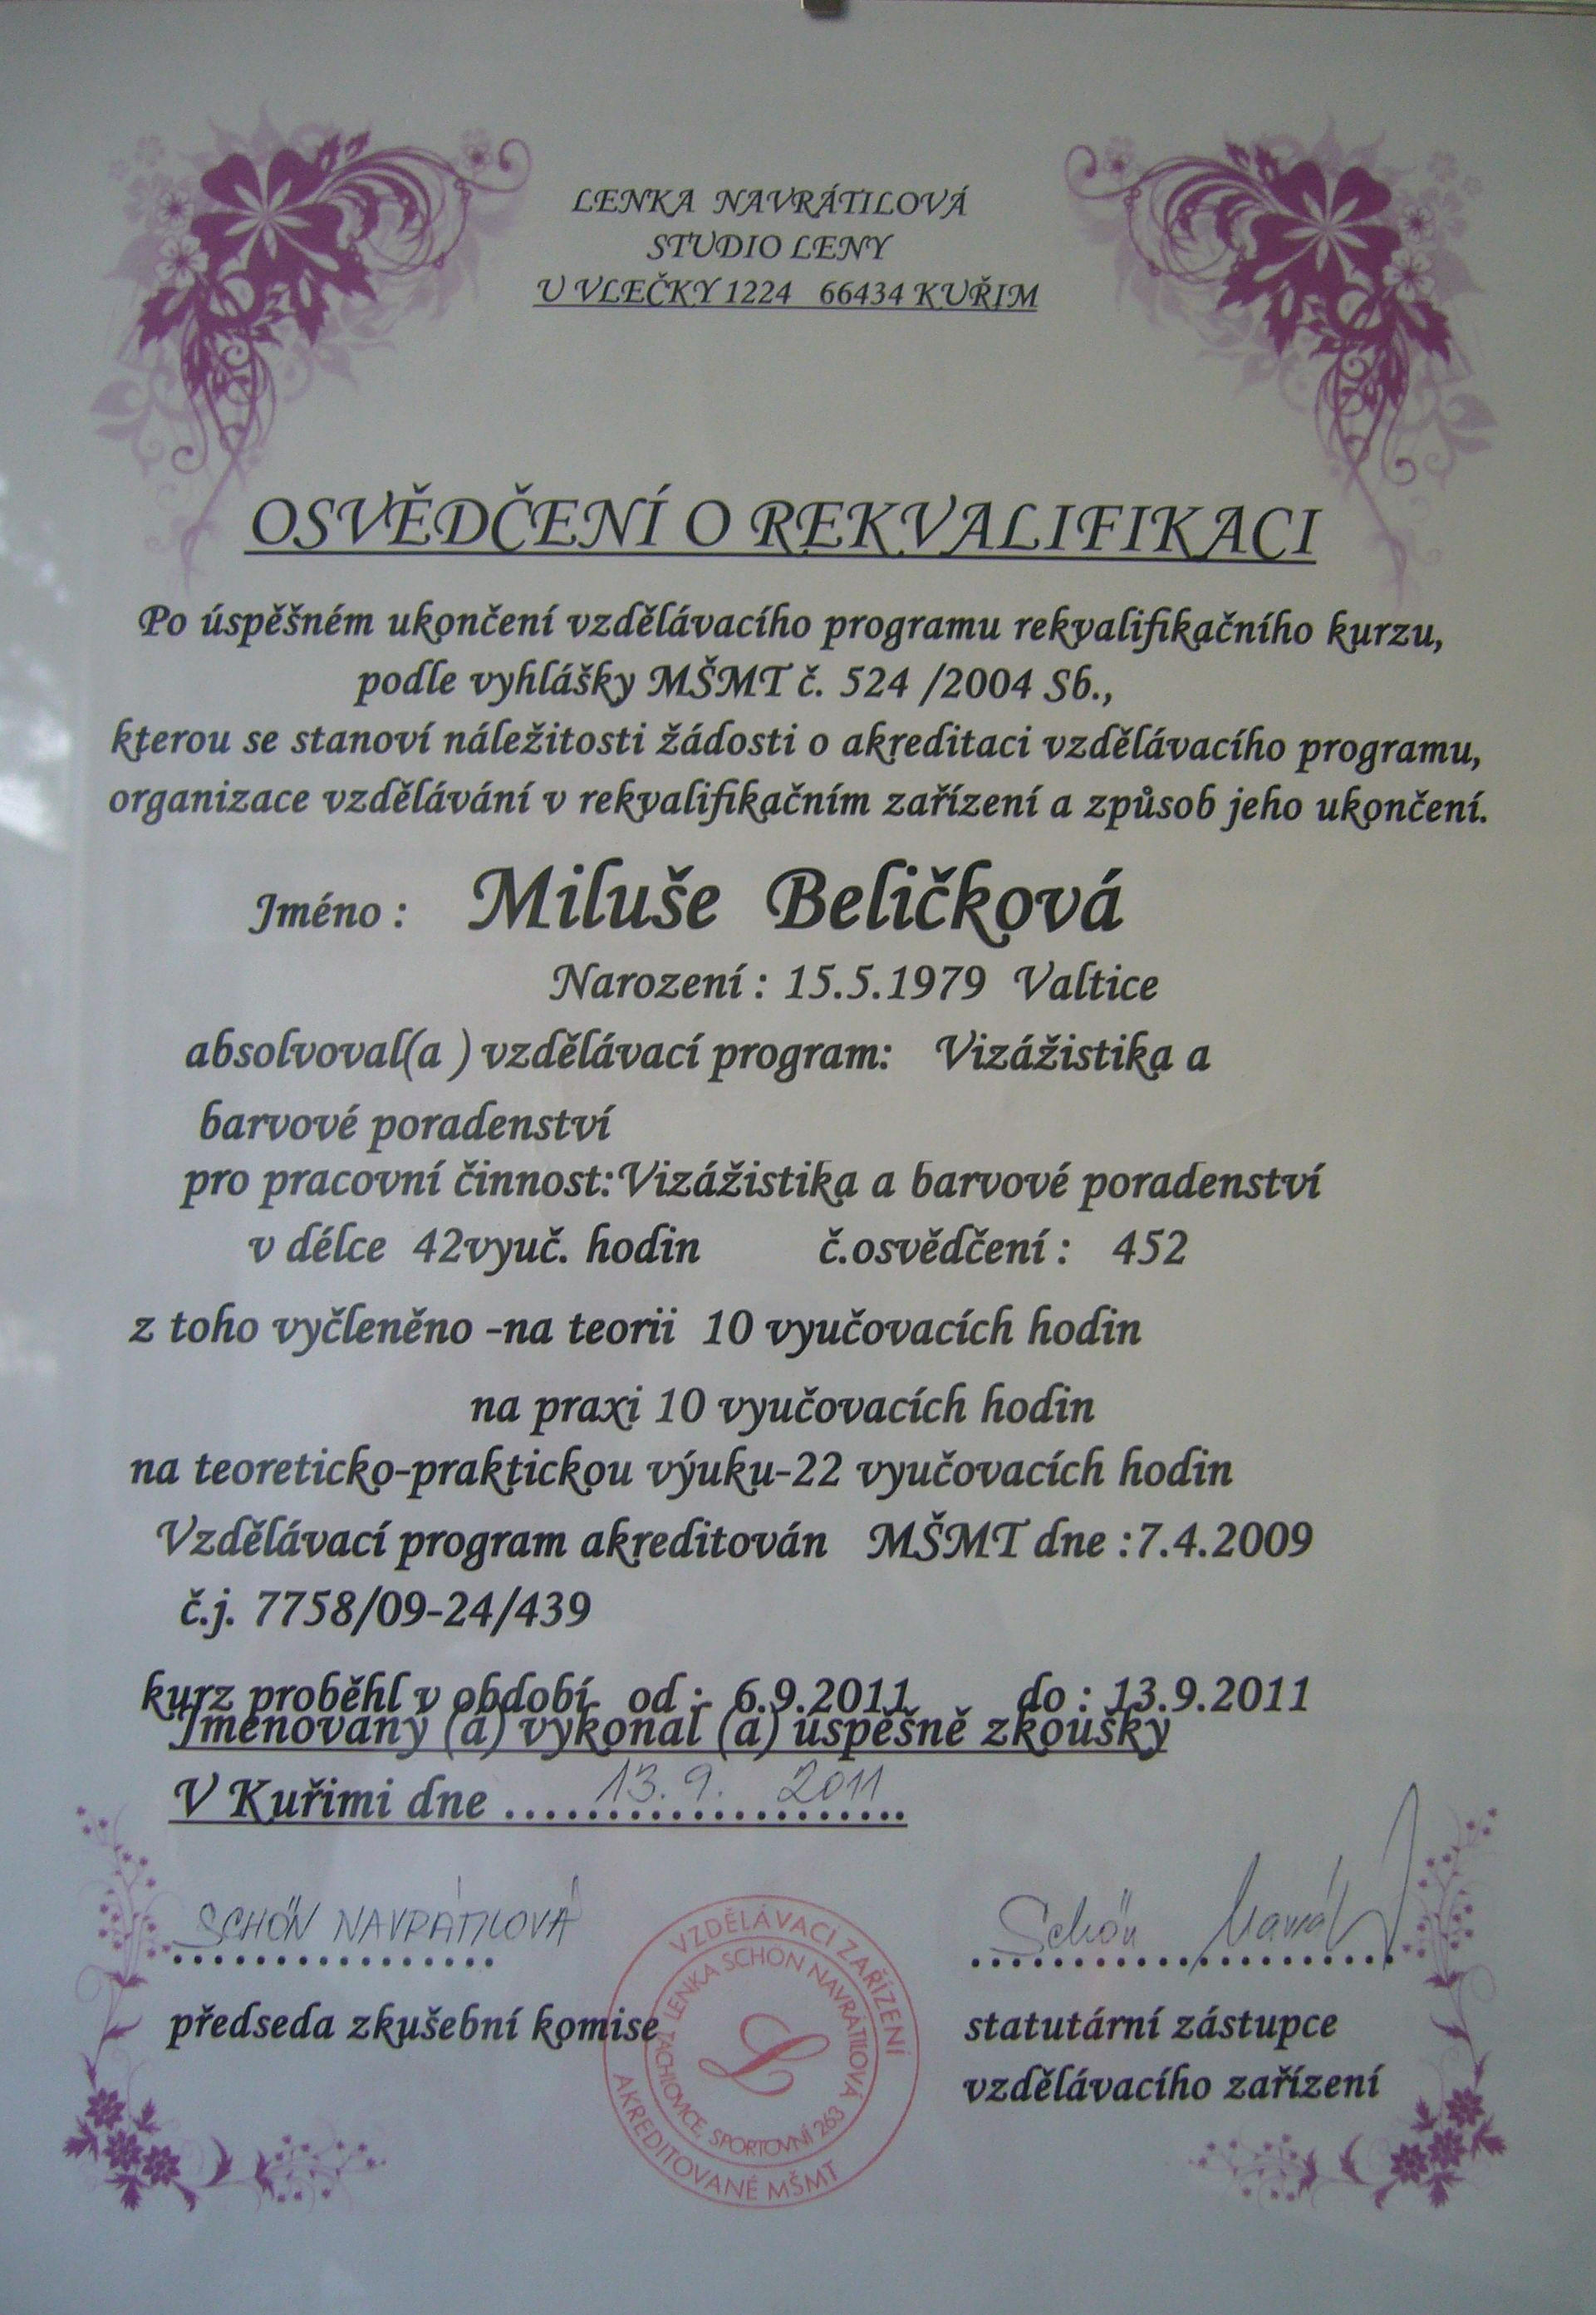 LENKA NAVRÁTILOVÁ
STUDIO LENY
U VLEČKY 1224 66434 KUŘIM
OSVĚDČENÍ O REKVALIFIKACI
Po úspěšném ukončení vzdělávacího programu rekvalifikačního kurzu,
podle vyhlášky MŠMT č. 524 /2004 Sb.,
kterou se stanoví náležitosti žádosti o akreditaci vzdělávacího programu,
organizace vzdělávání v rekvalifikačním zařízení a způsob jeho ukončení.
Jméno : Miluše Beličková
Narození : 15.5.1979 Valtice
absolvoval(a ) vzdělávací program: Vizážistika a
barvové poradenství
pro pracovní činnost:Vizážistika a barvové poradenství
v délce 42vyuč. hodin č.osvědčení : 452
z toho vyčleněno -na teorii 10 vyučovacích hodin
na praxi 10 vyučovacích hodin
na teoreticko-praktickou výuku-22 vyučovacích hodin
Vzdělávací program akreditován MŠMT dne :7.4.2009
č.j. 7758/09-24/439
kurz proběhl v období od : 6.9.2011 do : 13.9.2011
Jmenovaný (á) vykonal (a) úspěšně zkoušky
V Kuřimi dne ..... 13. 9. 2011
SCHÖN NAVRÁTILOVÁ
Schön
předseda zkušební komise
statutární zástupce
vzdělávacího zařízení
VZDĚLÁVACÍ ZAŘÍZENÍ
LENKA SCHÖN NAVRÁTILOVÁ
L
SPORTOVNÍ 263
AKREDITOVANÉ MŠMT